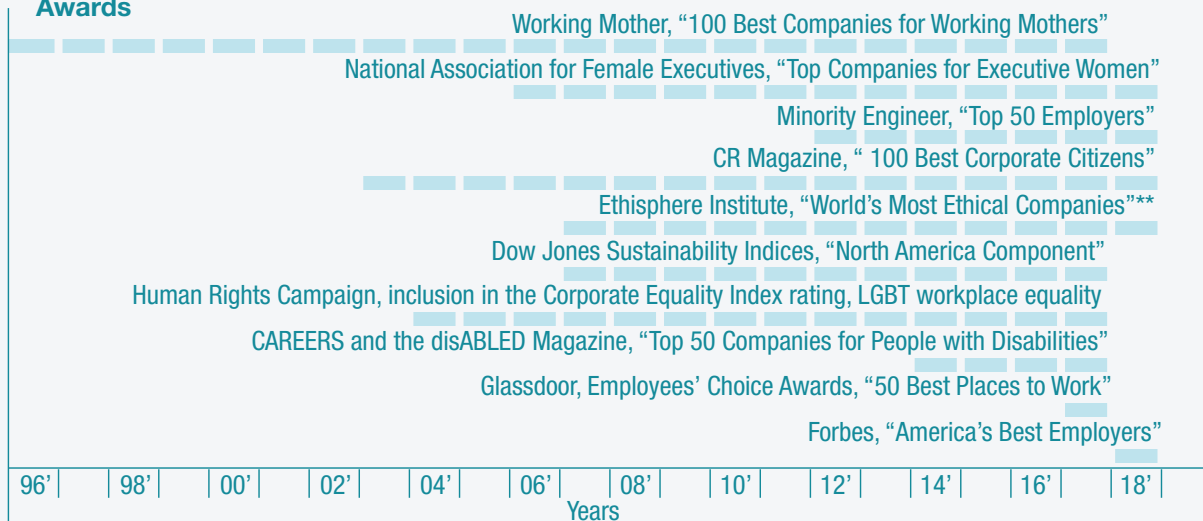 Awards
Working Mother, “100 Best Companies for Working Mothers”
National Association for Female Executives, “Top Companies for Executive Women”
Minority Engineer, “Top 50 Employers”
CR Magazine, “ 100 Best Corporate Citizens”
Ethisphere Institute, “World’s Most Ethical Companies”**
Dow Jones Sustainability Indices, “North America Component”
Human Rights Campaign, inclusion in the Corporate Equality Index rating, LGBT workplace equality
CAREERS and the disABLED Magazine, “Top 50 Companies for People with Disabilities”
Glassdoor, Employees’ Choice Awards, “50 Best Places to Work”
Forbes, “America’s Best Employers”
96’ 98’ 00’ 02’ 04’ 06’ 08’ 10’ 12’ 14’ 16’ 18’
Years